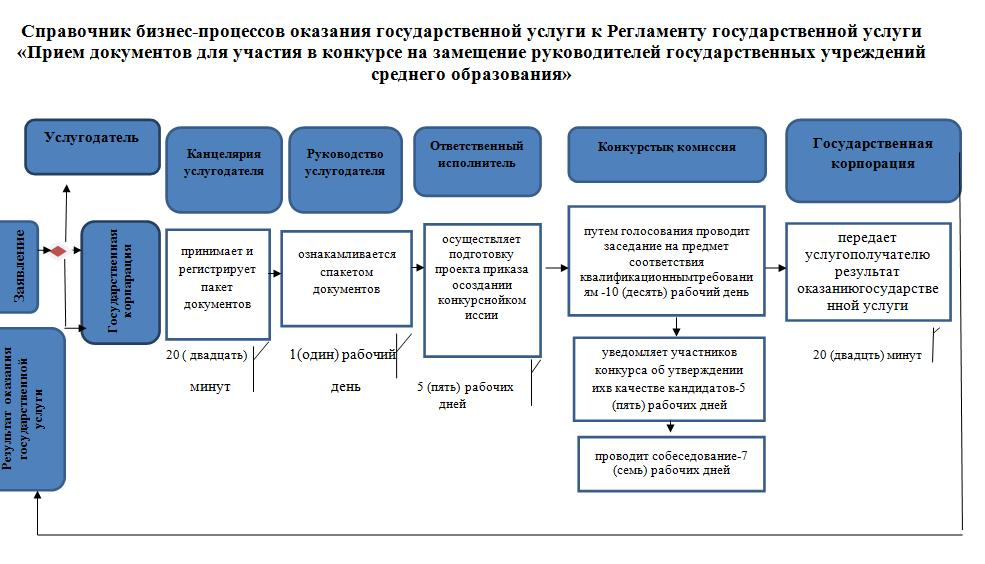 Справочник бизнес-процессов оказания государственной услуги к Регламенту государственной услуги
«Прием документов для участия в конкурсе на замещение руководителей государственных учреждений
среднего образования»
Услугодатель
Канцелярия
услугодателя
Руководство
услугодателя
Ответственный
исполнитель
Конкурстық комиссия
Государственная
корпорация
Заявление
Государственная
корпарация
принимает и
регистрирует
пакет
документов
ознакамливается
спакетом
документов
осуществляет
подготовку
проекта приказа
осоздании
конкурснойком
иссии
путем голосования проводит
заседание на предмет
соответствия
квалификационнымтребовани
ям -10 (десять) рабочий день
передает
услугополучателю
результат
оказаниюгосударстве
нной услуги
20 ( двадцать)
минут
1(один) рабочий
день
5 (пять) рабочих
дней
20 (двадцть) минут
уведомляет участников
конкурса об утверждении
ихв качестве кандидатов-5
(пять) рабочих дней
проводит собеседование-7
(семь) рабочих дней
Результат оказания
государственной
услуги